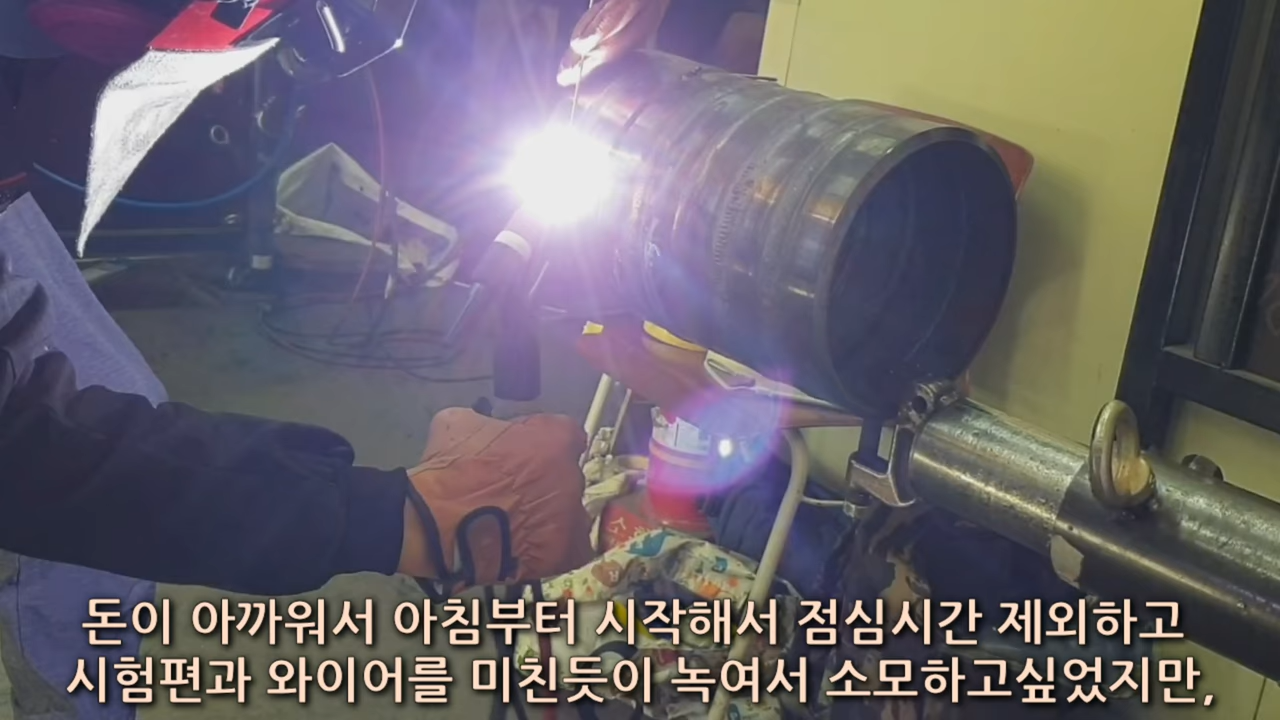 돈이 아까워서 아침부터 시작해서 점심시간 제외하고
시험편과 와이어를 미친듯이 녹여서 소모하고싶었지만,